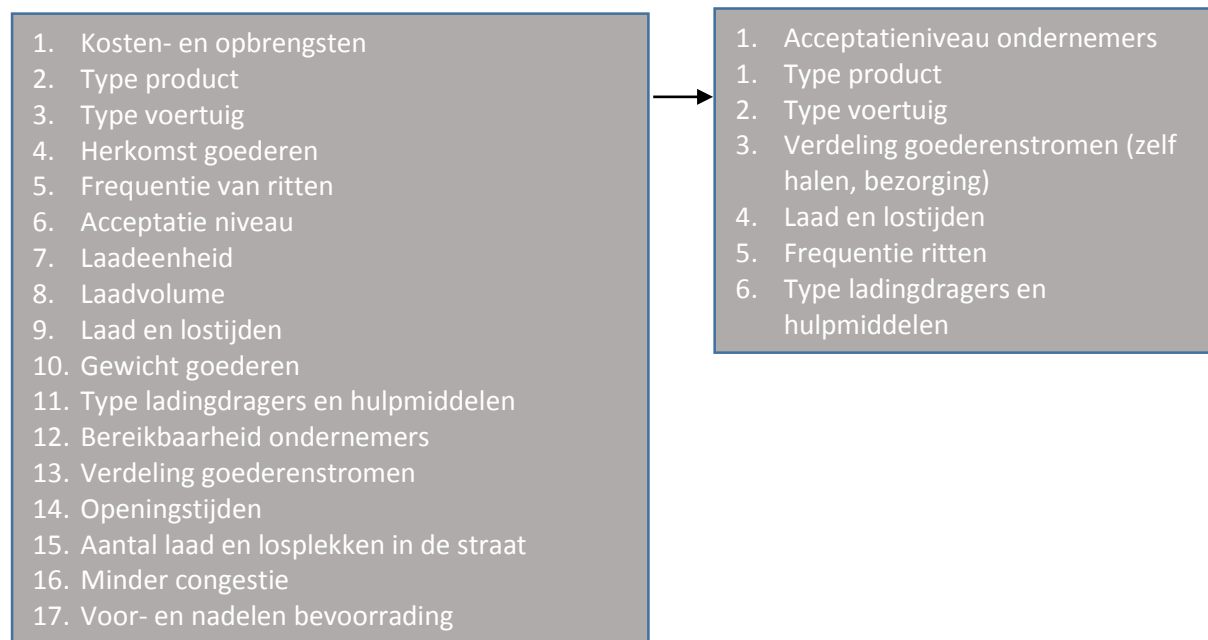 1. Kosten- en opbrengsten
2. Type product
3. Type voertuig
4. Herkomst goederen
5. Frequentie van ritten
6. Acceptatie niveau
7. Laadeenheid
8. Laadvolume
9. Laad en lostijden
10. Gewicht goederen
11. Type ladingdragers en hulpmiddelen
12. Bereikbaarheid ondernemers
13. Verdeling goederenstromen
14. Openingstijden
15. Aantal laad en losplekken in de straat
16. Minder congestie
17. Voor- en nadelen bevoorrading
1. Acceptatieniveau ondernemers
1. Type product
2. Type voertuig
3. Verdeling goederenstromen (zelf
halen, bezorging)
4. Laad en lostijden
5. Frequentie ritten
6. Type ladingdragers en
hulpmiddelen